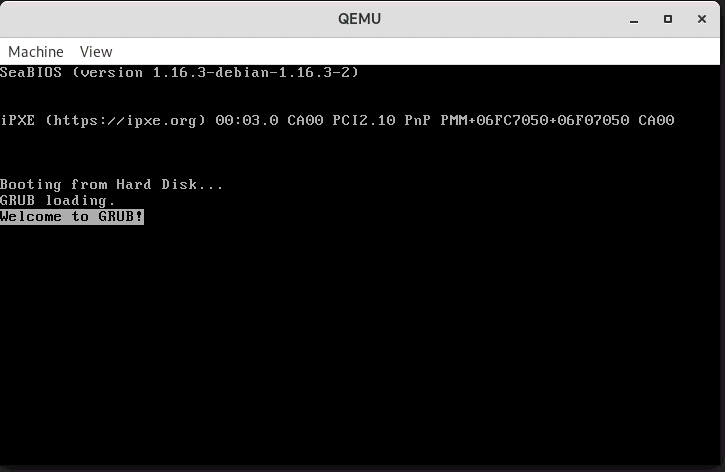 QEMU
Machine View
SeaBIOS (version 1.16.3-debian-1.16.3-2)
iPXE (https://ipxe.org) 00:03.0 CA00 PCI2.10 PnP PMM+06FC7050+06F07050 CA00
Booting from Hard Disk...
GRUB loading.
Welcome to GRUB!